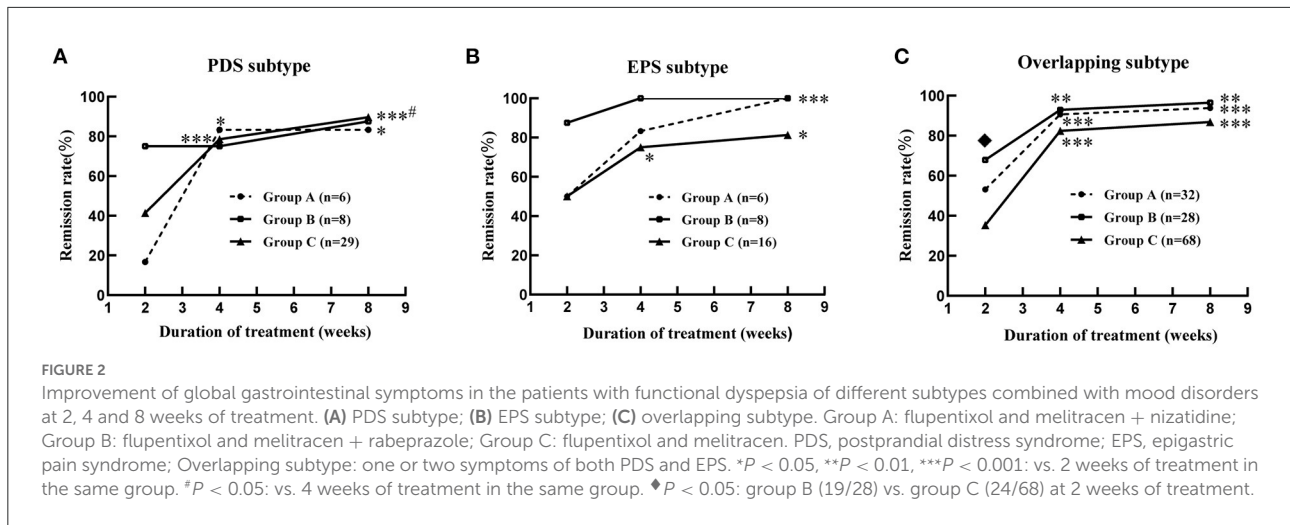 A
PDS subtype
Remission rate(%)
100
80
60
40
20
0
***
*
***#
*
Group A (n=6)
Group B (n=8)
Group C (n=29)
1 2 3 4 5 6 7 8 9
Duration of treatment (weeks)
B
EPS subtype
Remission rate(%)
100
80
60
40
20
0
***
*
*
Group A (n=6)
Group B (n=8)
Group C (n=16)
1 2 3 4 5 6 7 8 9
Duration of treatment (weeks)
C
Overlapping subtype
Remission rate(%)
100
80
60
40
20
0
◆
**
***
***
**
***
***
Group A (n=32)
Group B (n=28)
Group C (n=68)
1 2 3 4 5 6 7 8 9
Duration of treatment (weeks)
FIGURE 2
Improvement of global gastrointestinal symptoms in the patients with functional dyspepsia of different subtypes combined with mood disorders
at 2, 4 and 8 weeks of treatment. (A) PDS subtype; (B) EPS subtype; (C) overlapping subtype. Group A: flupentixol and melitracen + nizatidine;
Group B: flupentixol and melitracen + rabeprazole; Group C: flupentixol and melitracen. PDS, postprandial distress syndrome; EPS, epigastric
pain syndrome; Overlapping subtype: one or two symptoms of both PDS and EPS. *P < 0.05, **P < 0.01, ***P < 0.001: vs. 2 weeks of treatment in
the same group. #P < 0.05: vs. 4 weeks of treatment in the same group. ◆P < 0.05: group B (19/28) vs. group C (24/68) at 2 weeks of treatment.